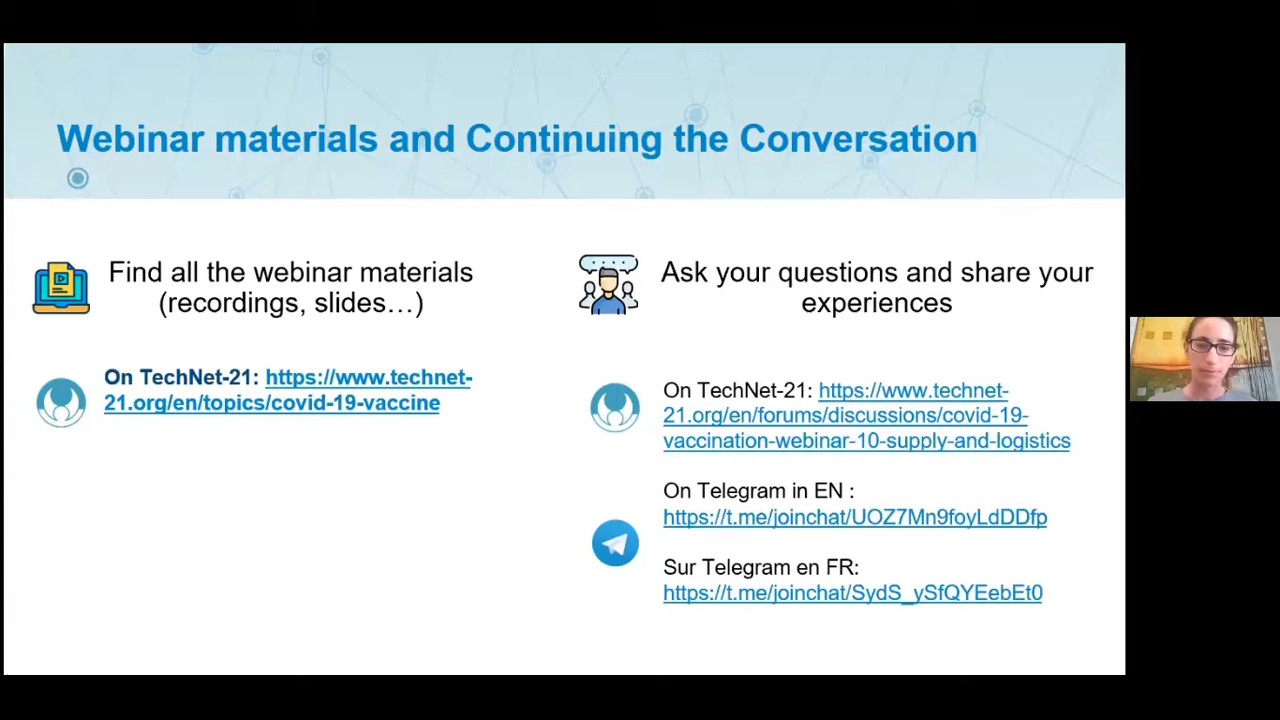 Webinar materials and Continuing the Conversation
Find all the webinar materials
(recordings, slides…)
On TechNet-21: https://www.technet-
21.org/en/topics/covid-19-vaccine
Ask your questions and share your
experiences
On TechNet-21: https://www.technet-
21.org/en/forums/discussions/covid-19-
vaccination-webinar-10-supply-and-logistics
On Telegram in EN :
https://t.me/joinchat/UOZ7Mn9foyLdDDfp
Sur Telegram en FR:
https://t.me/joinchat/SydS_ySfQYEebEt0